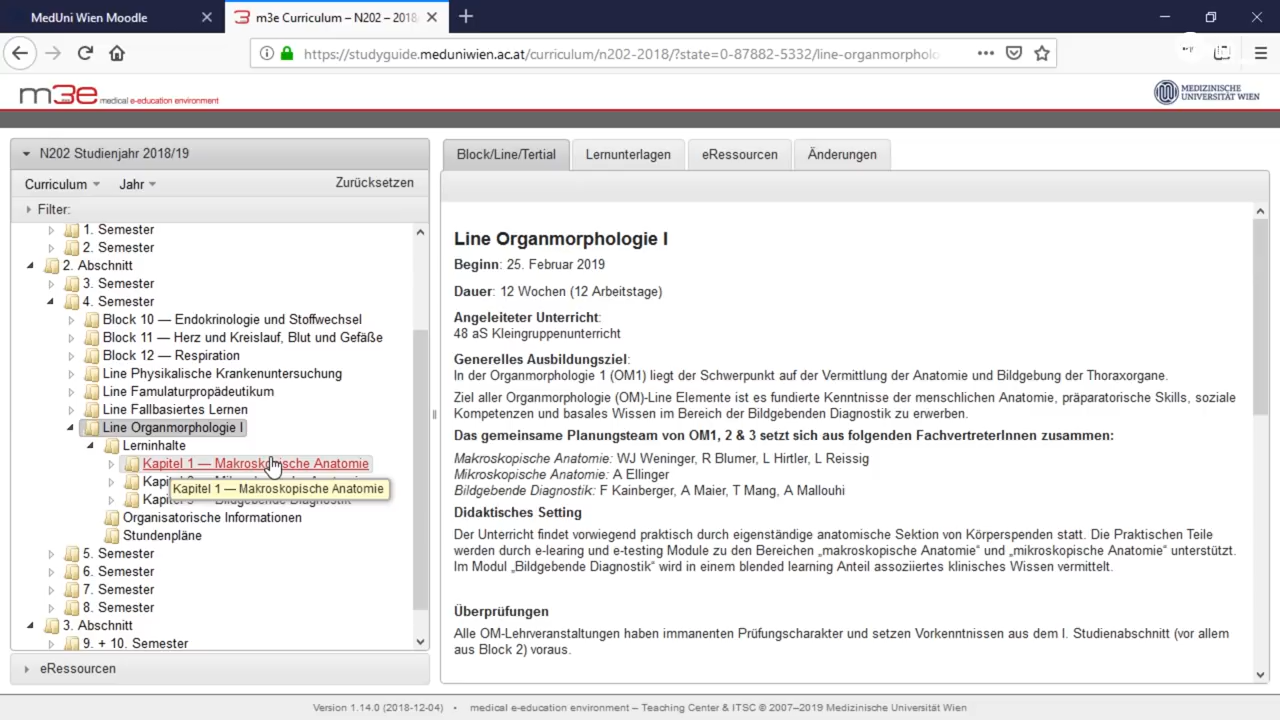 MedUni Wien Moodle
m3e Curriculum – N202 – 2018
https://studyguide.meduniwien.ac.at/curriculum/n202-2018/?state=0-87882-5332/line-organmorpholo
m3e medical e-education environment
MEDIZINISCHE
UNIVERSITÄT WIEN
N202 Studienjahr 2018/19
Curriculum Jahr Zurücksetzen
Filter:
1. Semester
2. Semester
2. Abschnitt
3. Semester
4. Semester
Block 10 — Endokrinologie und Stoffwechsel
Block 11 — Herz und Kreislauf, Blut und Gefäße
Block 12 — Respiration
Line Physikalische Krankenuntersuchung
Line Famulaturpropädeutikum
Line Fallbasiertes Lernen
Line Organmorphologie I
Lerninhalte
Kapitel 1 — Makroskopische Anatomie
Kapitel 1 — Makroskopische Anatomie
Organisatorische Informationen
Stundenpläne
5. Semester
6. Semester
7. Semester
8. Semester
3. Abschnitt
9. + 10. Semester
eRessourcen
Block/Line/Tertial Lernunterlagen eRessourcen Änderungen
Line Organmorphologie I
Beginn: 25. Februar 2019
Dauer: 12 Wochen (12 Arbeitstage)
Angeleiteter Unterricht:
48 aS Kleingruppenunterricht
Generelles Ausbildungsziel:
In der Organmorphologie 1 (OM1) liegt der Schwerpunkt auf der Vermittlung der Anatomie und Bildgebung der Thoraxorgane.
Ziel aller Organmorphologie (OM)-Line Elemente ist es fundierte Kenntnisse der menschlichen Anatomie, präparatorische Skills, soziale
Kompetenzen und basales Wissen im Bereich der Bildgebenden Diagnostik zu erwerben.
Das gemeinsame Planungsteam von OM1, 2 & 3 setzt sich aus folgenden FachvertreterInnen zusammen:
Makroskopische Anatomie: WJ Weninger, R Blumer, L Hirtler, L Reissig
Mikroskopische Anatomie: A Ellinger
Bildgebende Diagnostik: F Kainberger, A Maier, T Mang, A Mallouhi
Didaktisches Setting
Der Unterricht findet vorwiegend praktisch durch eigenständige anatomische Sektion von Körperspenden statt. Die Praktischen Teile
werden durch e-learing und e-testing Module zu den Bereichen „makroskopische Anatomie“ und „mikroskopische Anatomie“ unterstützt.
Im Modul „Bildgebende Diagnostik“ wird in einem blended learning Anteil assoziiertes klinisches Wissen vermittelt.
Überprüfungen
Alle OM-Lehrveranstaltungen haben immanenten Prüfungscharakter und setzen Vorkenntnissen aus dem I. Studienabschnitt (vor allem
aus Block 2) voraus.
Version 1.14.0 (2018-12-04) • medical e-education environment – Teaching Center & ITSC © 2007–2019 Medizinische Universität Wien